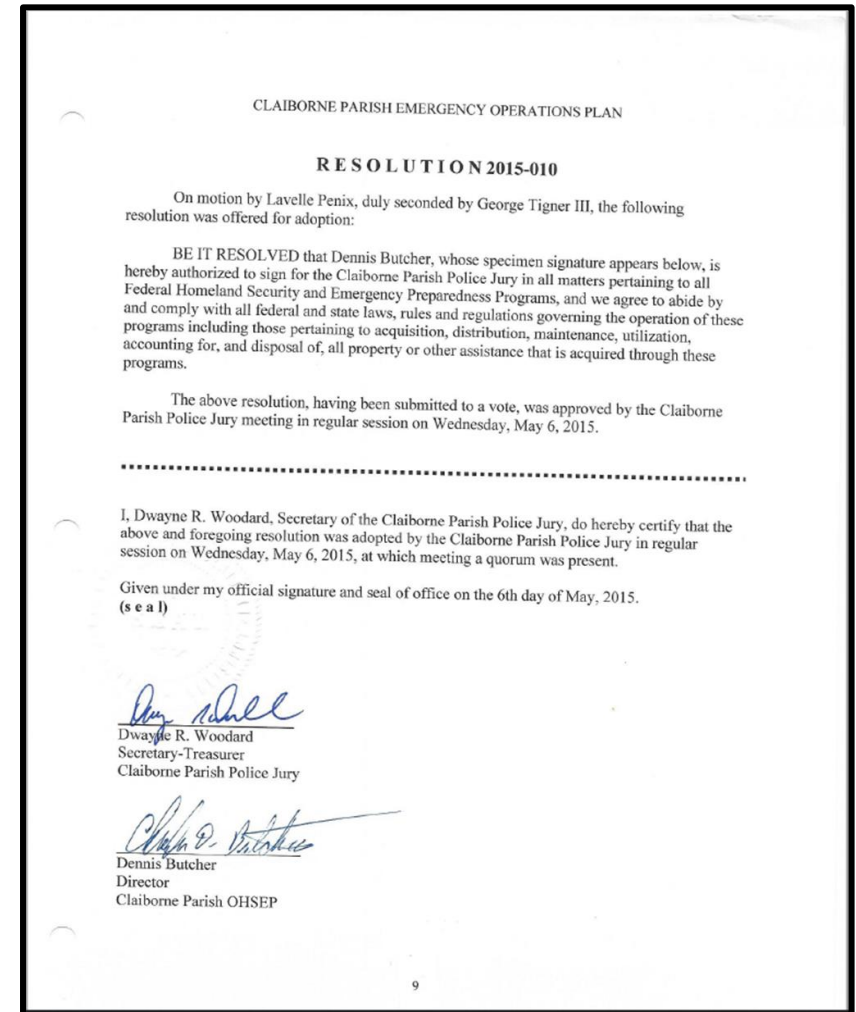 CLAIBORNE PARISH EMERGENCY OPERATIONS PLAN
RESOLUTION 2015-010
On motion by Lavelle Penix, duly seconded by George Tigner III, the following
resolution was offered for adoption:
BE IT RESOLVED that Dennis Butcher, whose specimen signature appears below, is
hereby authorized to sign for the Claiborne Parish Police Jury in all matters pertaining to all
Federal Homeland Security and Emergency Preparedness Programs, and we agree to abide by
and comply with all federal and state laws, rules and regulations governing the operation of these
programs including those pertaining to acquisition, distribution, maintenance, utilization,
accounting for, and disposal of, all property or other assistance that is acquired through these
programs.
The above resolution, having been submitted to a vote, was approved by the Claiborne
Parish Police Jury meeting in regular session on Wednesday, May 6, 2015.
I, Dwayne R. Woodard, Secretary of the Claiborne Parish Police Jury, do hereby certify that the
above and foregoing resolution was adopted by the Claiborne Parish Police Jury in regular
session on Wednesday, May 6, 2015, at which meeting a quorum was present.
Given under my official signature and seal of office on the 6th day of May, 2015.
(seal)
Dwayne R. Woodard
Secretary-Treasurer
Claiborne Parish Police Jury
Dennis Butcher
Director
Claiborne Parish OHSEP
9